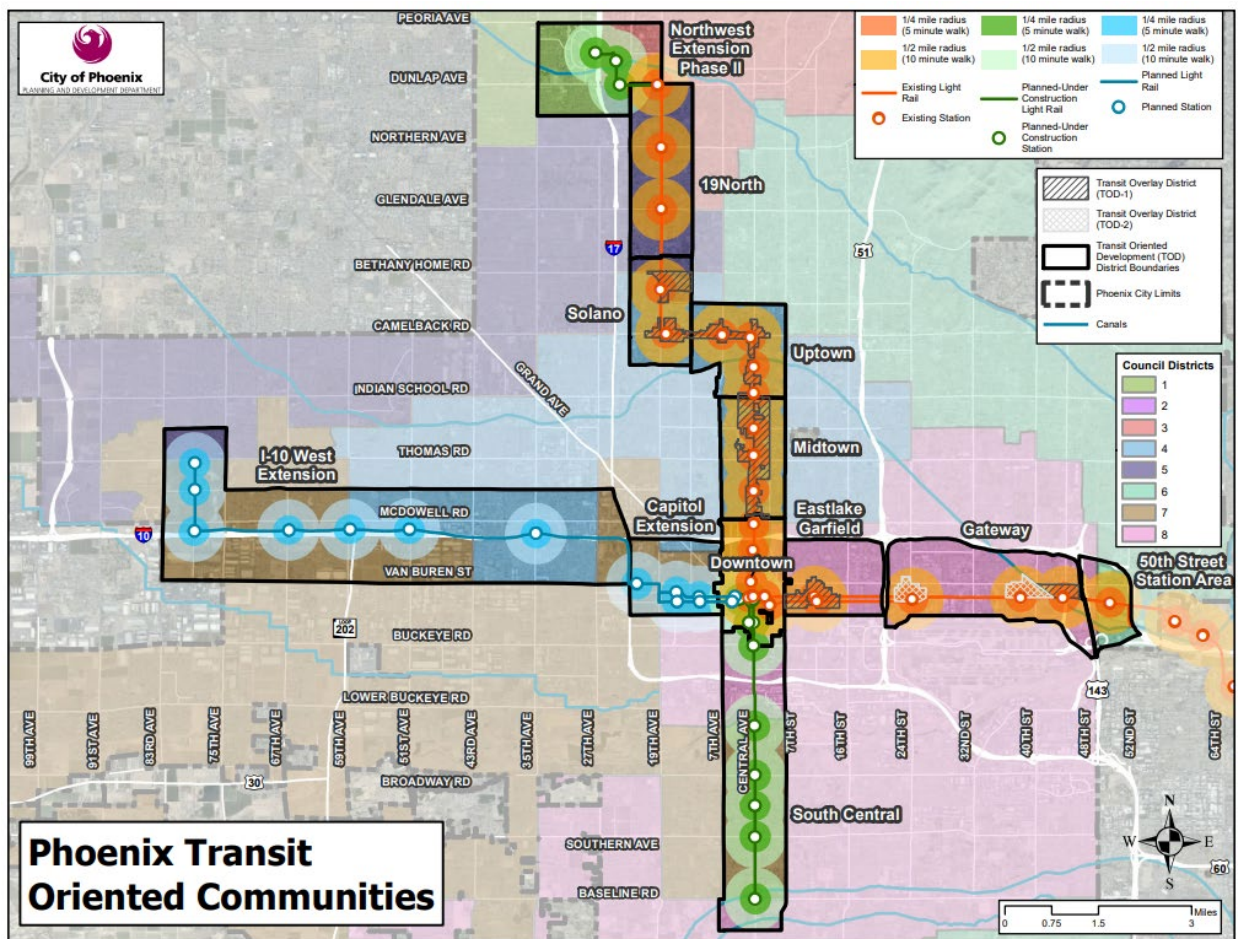 City of Phoenix
PLANNING AND DEVELOPMENT DEPARTMENT
PEORIA AVE
DUNLAP AVE
NORTHERN AVE
GLENDALE AVE
BETHANY HOME RD
CAMELBACK RD
INDIAN SCHOOL RD
THOMAS RD
MCDOWELL RD
VAN BUREN ST
BUCKEYE RD
LOWER BUCKEYE RD
BROADWAY RD
SOUTHERN AVE
BASELINE RD
GRAND AVE
Northwest
Extension
Phase II
19North
Solano
Uptown
Midtown
I-10 West
Extension
Capitol
Extension
Eastlake
Garfield
Downtown
Gateway
50th Street
Station Area
South Central
17
51
10
LOOP
202
143
30
60
99TH AVE
91ST AVE
83RD AVE
75TH AVE
67TH AVE
59TH AVE
51ST AVE
43RD AVE
35TH AVE
27TH AVE
19TH AVE
7TH AVE
CENTRAL AVE
7TH ST
16TH ST
24TH ST
32ND ST
40TH ST
48TH ST
52ND ST
64TH ST
1/4 mile radius
(5 minute walk)
1/4 mile radius
(5 minute walk)
1/4 mile radius
(5 minute walk)
1/2 mile radius
(10 minute walk)
1/2 mile radius
(10 minute walk)
1/2 mile radius
(10 minute walk)
Existing Light
Rail
Existing Station
Planned-Under
Construction
Light Rail
Planned-Under
Construction
Station
Planned Light
Rail
Planned Station
Transit Overlay District
(TOD-1)
Transit Overlay District
(TOD-2)
Transit Oriented
Development (TOD)
District Boundaries
Phoenix City Limits
Canals
Council Districts
1
2
3
4
5
6
7
8
N
W
E
S
Miles
0
0.75
1.5
3
Phoenix Transit
Oriented Communities